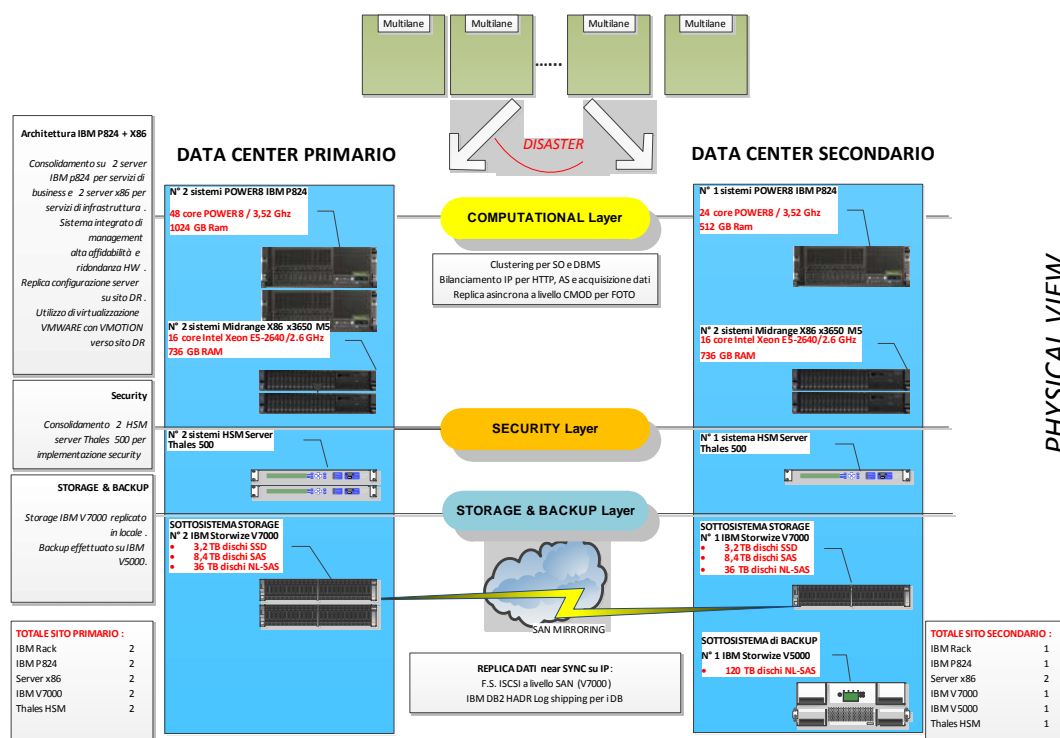 Multilane
Multilane
Multilane
Multilane
......
DISASTER
DATA CENTER PRIMARIO
DATA CENTER SECONDARIO
PHYSICAL VIEW
Architettura IBM P824 + X86
Consolidamento su 2 server
IBM p824 per servizi di
business e 2 server x86 per
servizi di infrastruttura .
Sistema integrato di
management
alta affidabilità e
ridondanza HW .
Replica configurazione server
su sito DR .
Utilizzo di virtualizzazione
VMWARE con VMOTION
verso sito DR
Security
Consolidamento 2 HSM
server Thales 500 per
implementazione security
STORAGE & BACKUP
Storage IBM V7000 replicato
in locale .
Backup effettuato su IBM
V5000.
TOTALE SITO PRIMARIO :
IBM Rack 2
IBM P824 2
Server x86 2
IBM V7000 2
Thales HSM 2
N° 2 sistemi POWER8 IBM P824
48 core POWER8 / 3,52 Ghz
1024 GB Ram
N° 2 sistemi Midrange X86 x3650 M5
16 core Intel Xeon E5-2640/2.6 GHz
736 GB RAM
N° 2 sistemi HSM Server
Thales 500
SOTTOSISTEMA STORAGE
N° 2 IBM Storwize V7000
• 3,2 TB dischi SSD
• 8,4 TB dischi SAS
• 36 TB dischi NL-SAS
COMPUTATIONAL Layer
Clustering per SO e DBMS
Bilanciamento IP per HTTP, AS e acquisizione dati
Replica asincrona a livello CMOD per FOTO
SECURITY Layer
STORAGE & BACKUP Layer
SAN MIRRORING
REPLICA DATI near SYNC su IP:
F.S. ISCSI a livello SAN (V7000)
IBM DB2 HADR Log shipping per i DB
N° 1 sistemi POWER8 IBM P824
24 core POWER8 / 3,52 Ghz
512 GB Ram
N° 2 sistemi Midrange X86 x3650 M5
16 core Intel Xeon E5-2640/2.6 GHz
736 GB RAM
N° 1 sistema HSM Server
Thales 500
SOTTOSISTEMA STORAGE
N° 1 IBM Storwize V7000
• 3,2 TB dischi SSD
• 8,4 TB dischi SAS
• 36 TB dischi NL-SAS
SOTTOSISTEMA di BACKUP
N° 1 IBM Storwize V5000
• 120 TB dischi NL-SAS
TOTALE SITO SECONDARIO :
IBM Rack 1
IBM P824 1
Server x86 2
IBM V7000 1
IBM V5000 1
Thales HSM 1